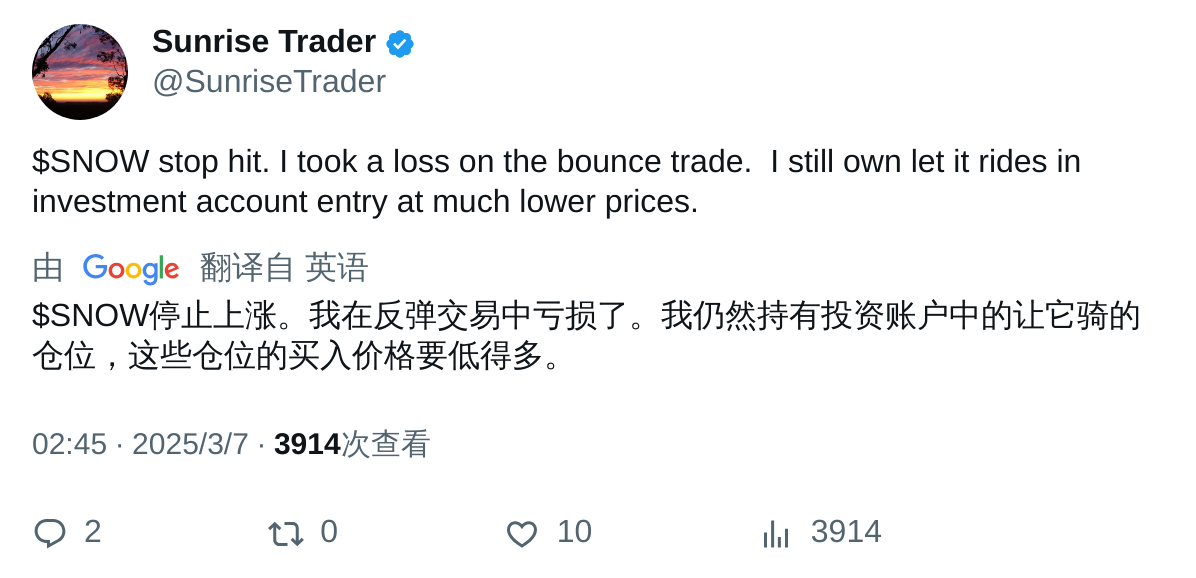 Sunrise Trader
@SunriseTrader
$SNOW stop hit. I took a loss on the bounce trade.  I still own let it rides in
investment account entry at much lower prices.
由 Google 翻译自 英语
$SNOW停止上涨。我在反弹交易中亏损了。我仍然持有投资账户中的让它骑的
仓位，这些仓位的买入价格要低得多。
02:45 · 2025/3/7 · 3914次查看
2 0 10 3914